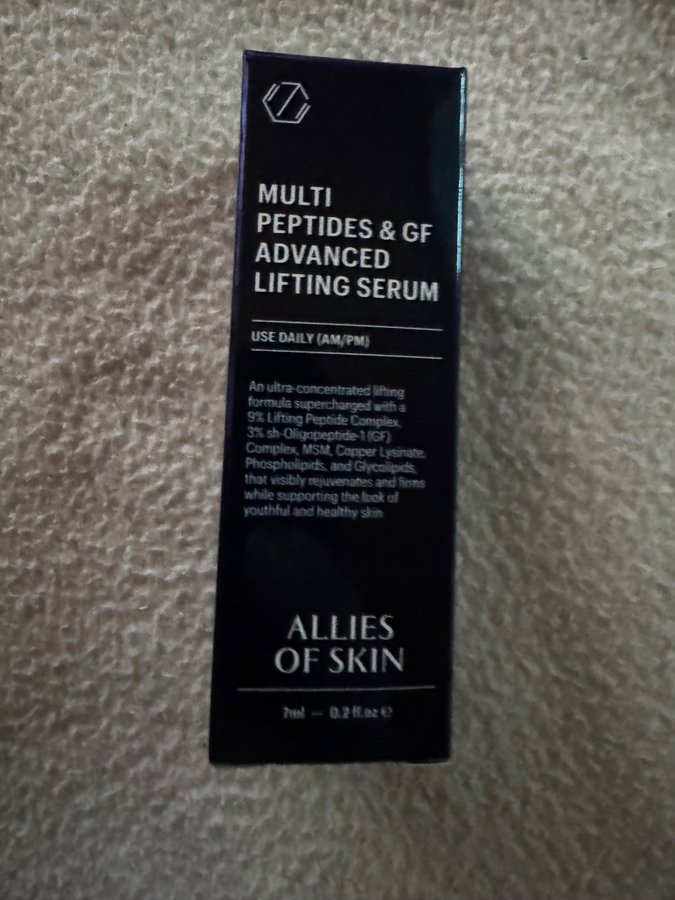 MULTI
PEPTIDES & GF
ADVANCED
LIFTING SERUM
USE DAILY (AM/PM)
An ultra-concentrated lifting
formula supercharged with a
9% Lifting Peptide Complex,
3% sh-Oligopeptide-1 (GF)
Complex, MSM, Copper Lysinate,
Phospholipids, and Glycolipids,
that visibly rejuvenates and firms
while supporting the look of
youthful and healthy skin
ALLIES
OF SKIN
7ml — 0.2 fl.oz ℮